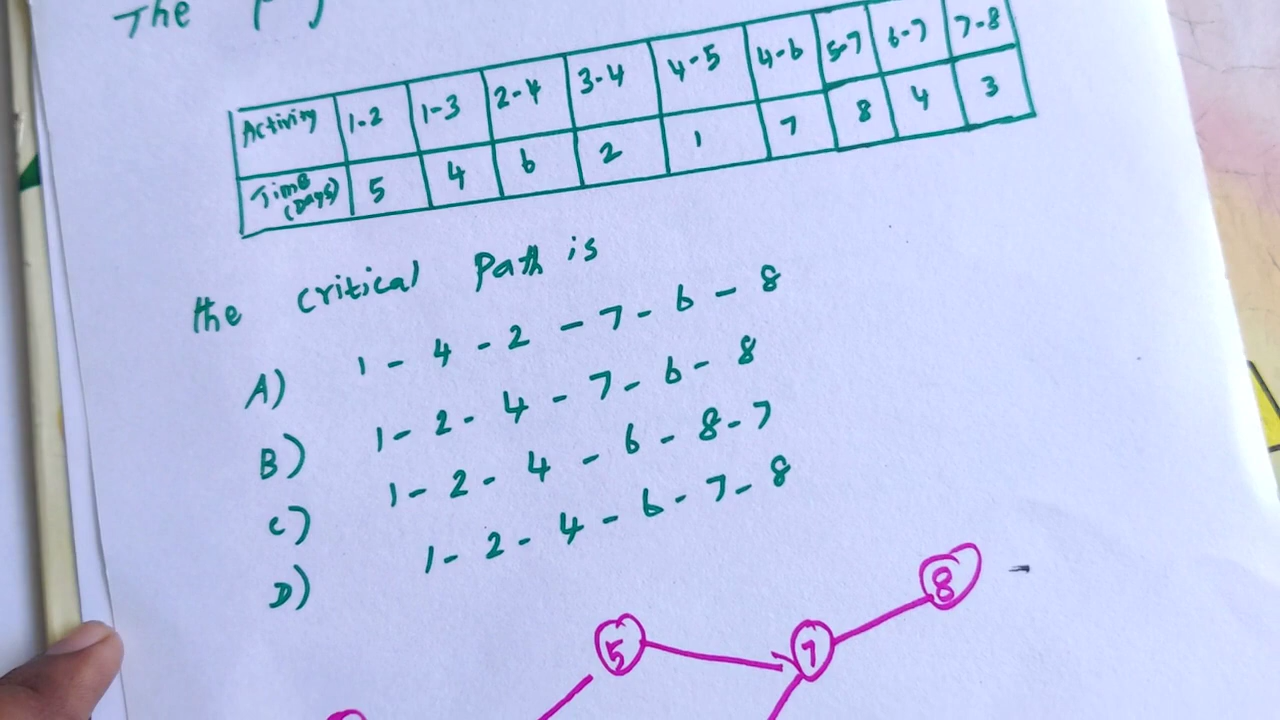 The
Activity 1-2 1-3 2-4 3-4 4-5 4-6 5-7 6-7 7-8
Time (Days) 5 4 6 2 1 7 8 4 3
the critical Path is
A) 1 - 4 - 2 - 7 - 6 - 8
B) 1 - 2 - 4 - 7 - 6 - 8
C) 1 - 2 - 4 - 6 - 8 - 7
D) 1 - 2 - 4 - 6 - 7 - 8
8
5 7